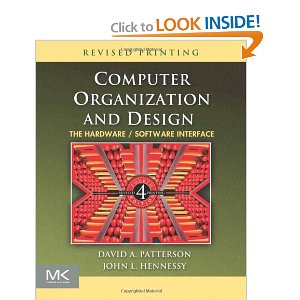 Click to LOOK INSIDE!
REVISED PRINTING
COMPUTER
ORGANIZATION
AND DESIGN
THE HARDWARE / SOFTWARE INTERFACE
4
DAVID A. PATTERSON
JOHN L. HENNESSY
MK